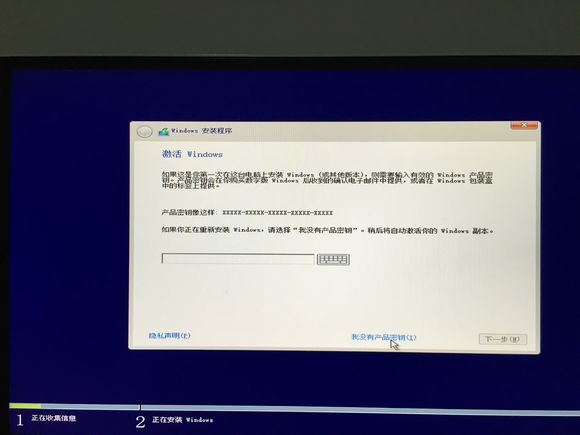 Windows 安装程序
激活 Windows
如果这是你第一次在这台电脑上安装 Windows (或其他版本)，则需要输入有效的 Windows 产品密
钥。产品密钥会在你购买数字版 Windows 后收到的确认电子邮件中提供，或者在 Windows 包装盒
中的标签上提供。
产品密钥像这样: XXXXX-XXXXX-XXXXX-XXXXX-XXXXX
如果你正在重新安装 Windows，请选择“我没有产品密钥”。稍后将自动激活你的 Windows 副本。
隐私声明(P) 我没有产品密钥(I) 下一步(N)
1 正在收集信息 2 正在安装 Windows